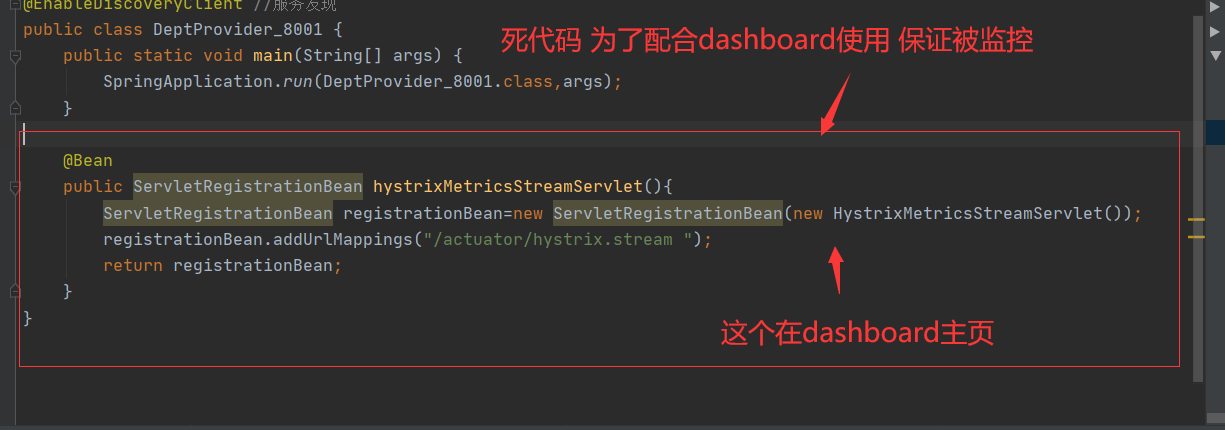 @EnableDiscoveryClient //服务发现
public class DeptProvider_8001 {
死代码 为了配合dashboard使用 保证被监控
public static void main(String[] args) {
SpringApplication.run(DeptProvider_8001.class,args);
}
@Bean
public ServletRegistrationBean hystrixMetricsStreamServlet(){
ServletRegistrationBean registrationBean=new ServletRegistrationBean(new HystrixMetricsStreamServlet());
registrationBean.addUrlMappings("/actuator/hystrix.stream ");
return registrationBean;
}
}
这个在dashboard主页